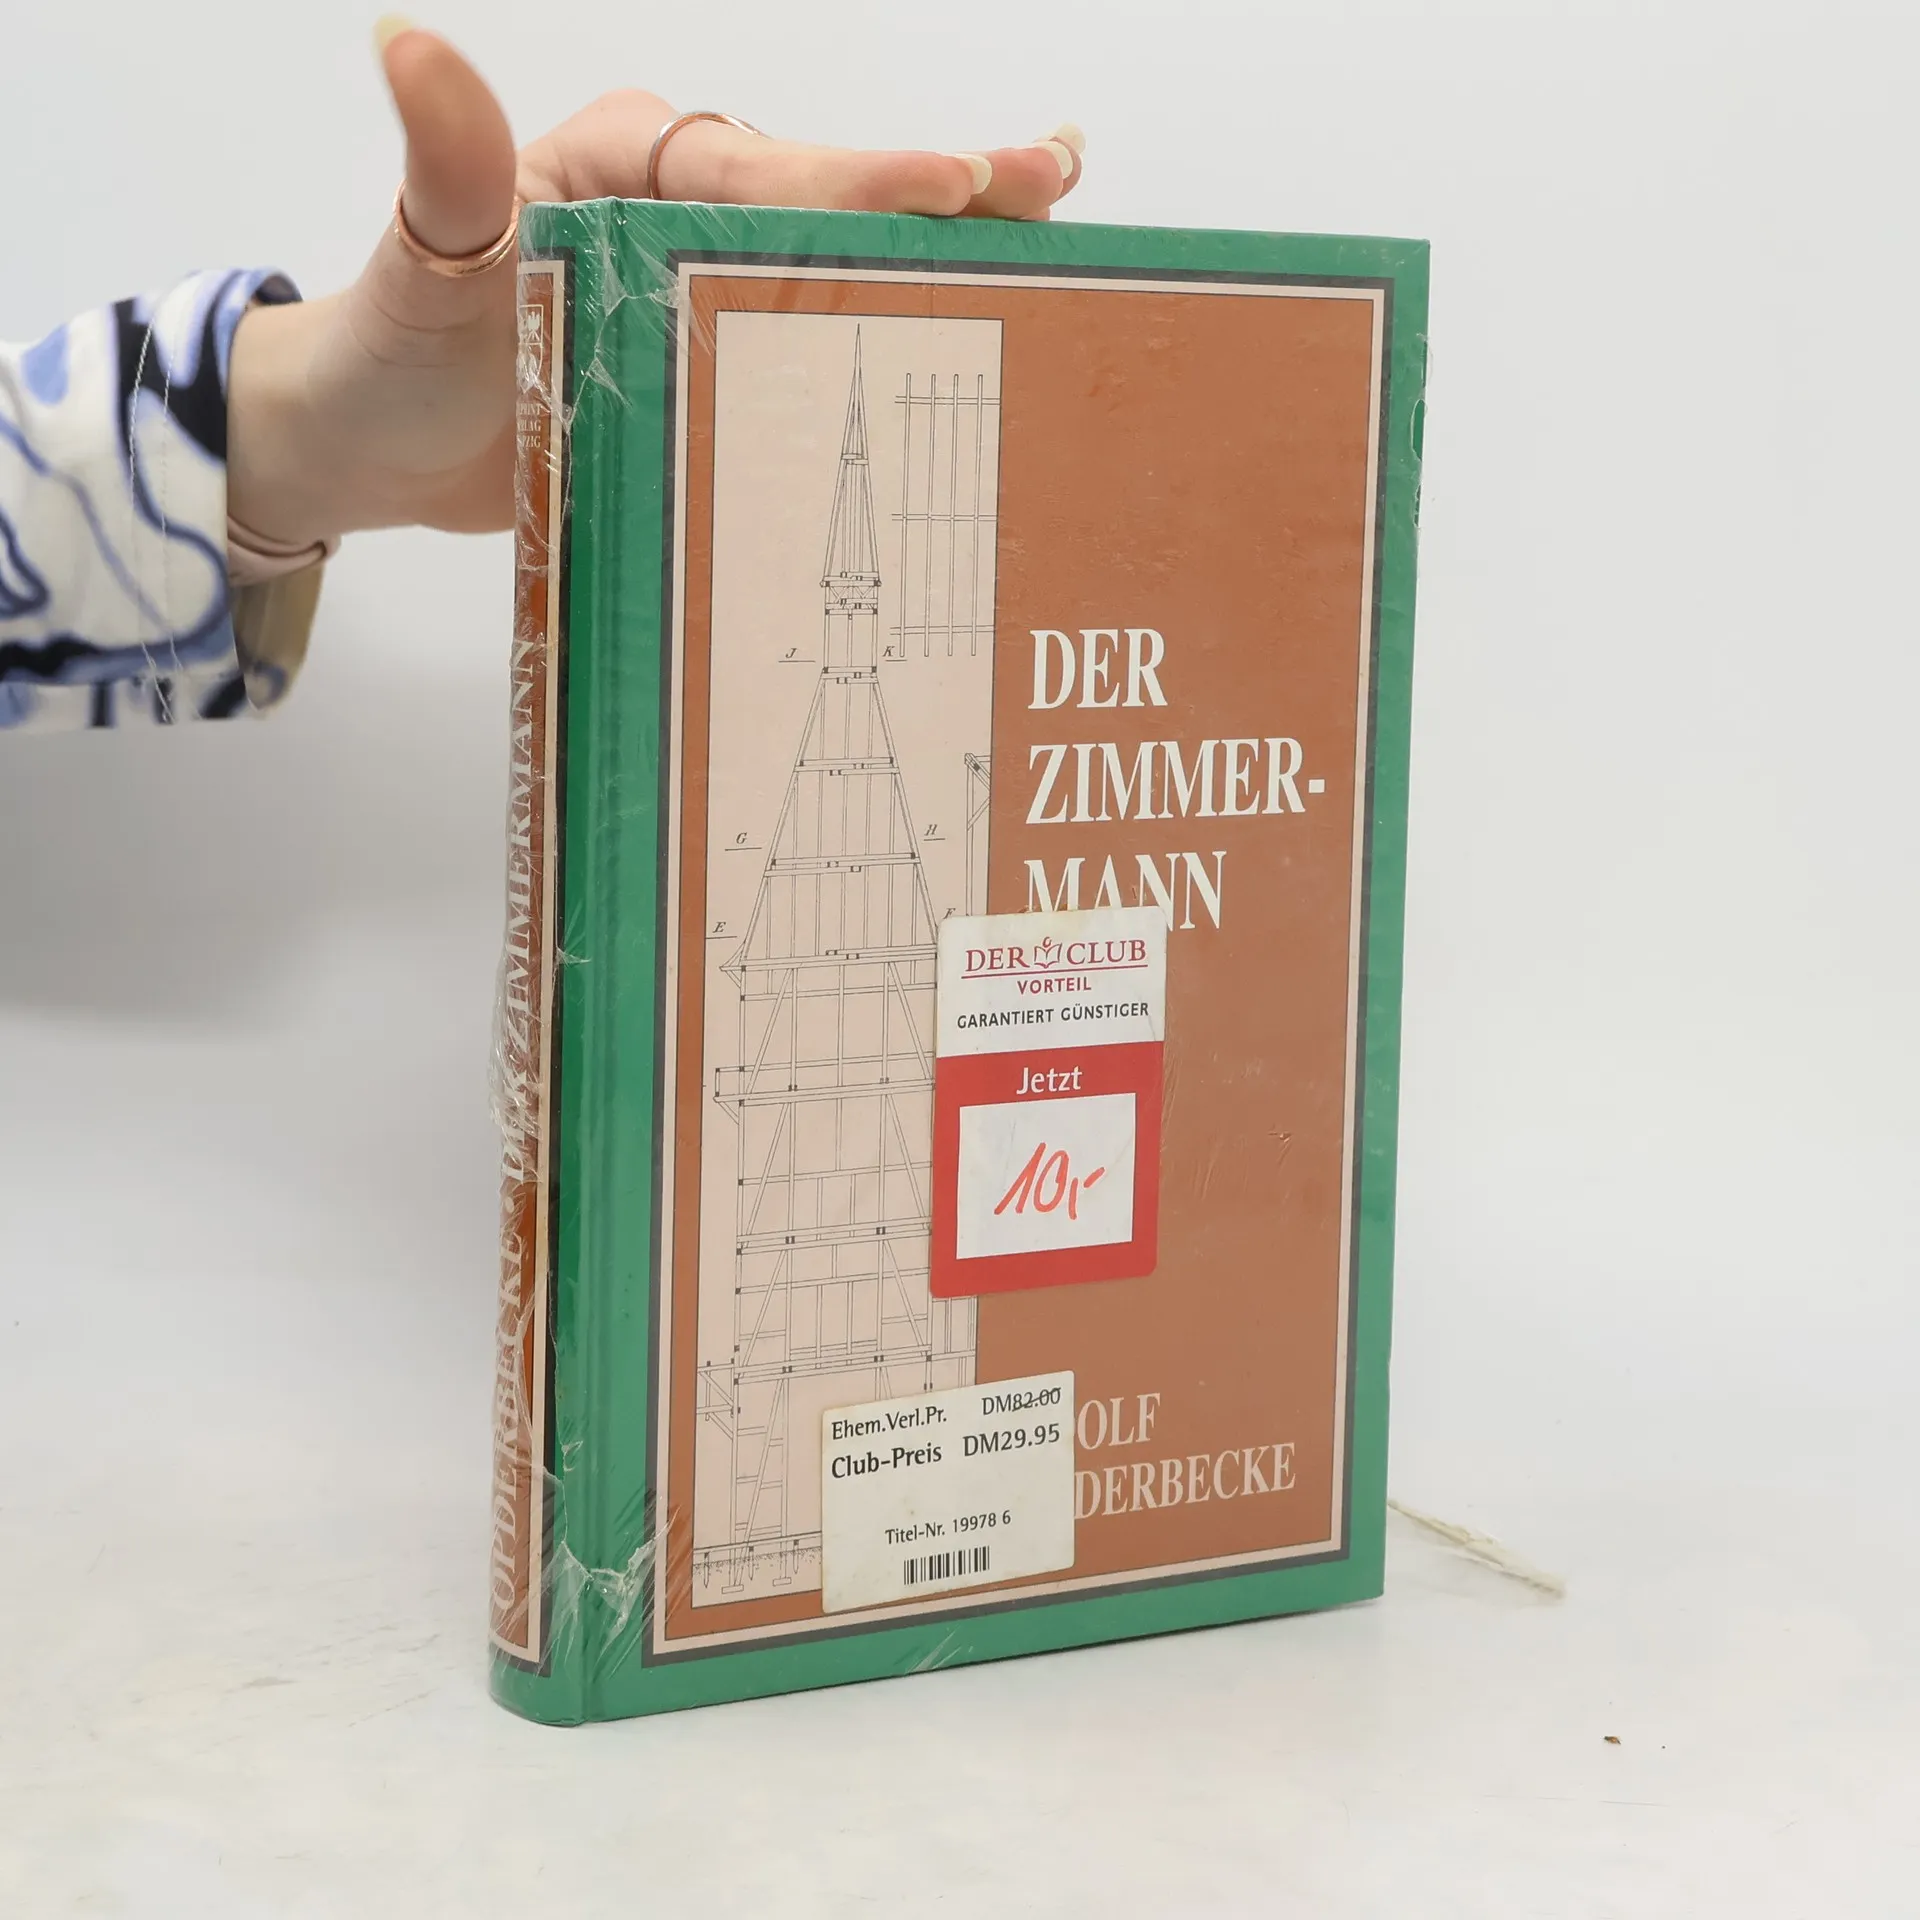 DER
ZIMMER-
MANN
DER CLUB
VORTEIL
GARANTIERT GÜNSTIGER
Jetzt
10,-
OLF
DERBECKE
Ehem.Verl.Pr. DM82.00
Club-Preis DM29.95
Titel-Nr. 19978 6
OPDERBECKE · DER ZIMMERMANN
J K
G H
E F